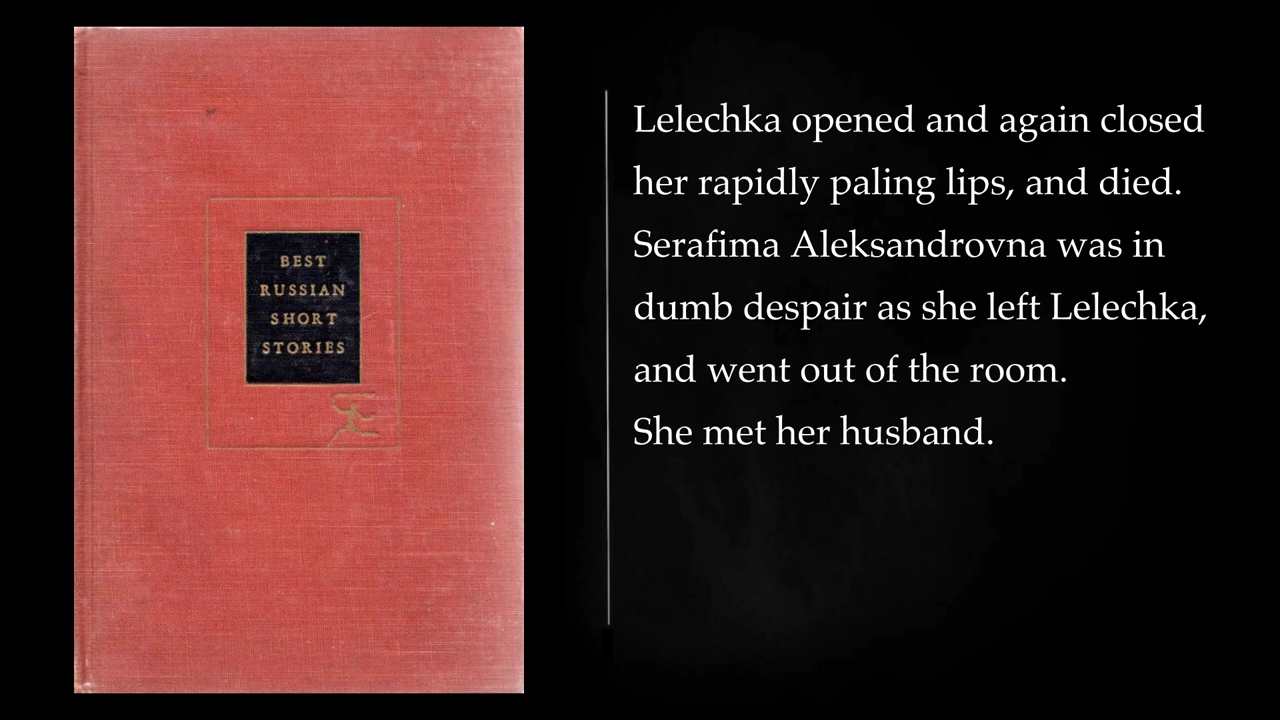 BEST
RUSSIAN
SHORT
STORIES
Lelechka opened and again closed
her rapidly paling lips, and died.
Serafima Aleksandrovna was in
dumb despair as she left Lelechka,
and went out of the room.
She met her husband.